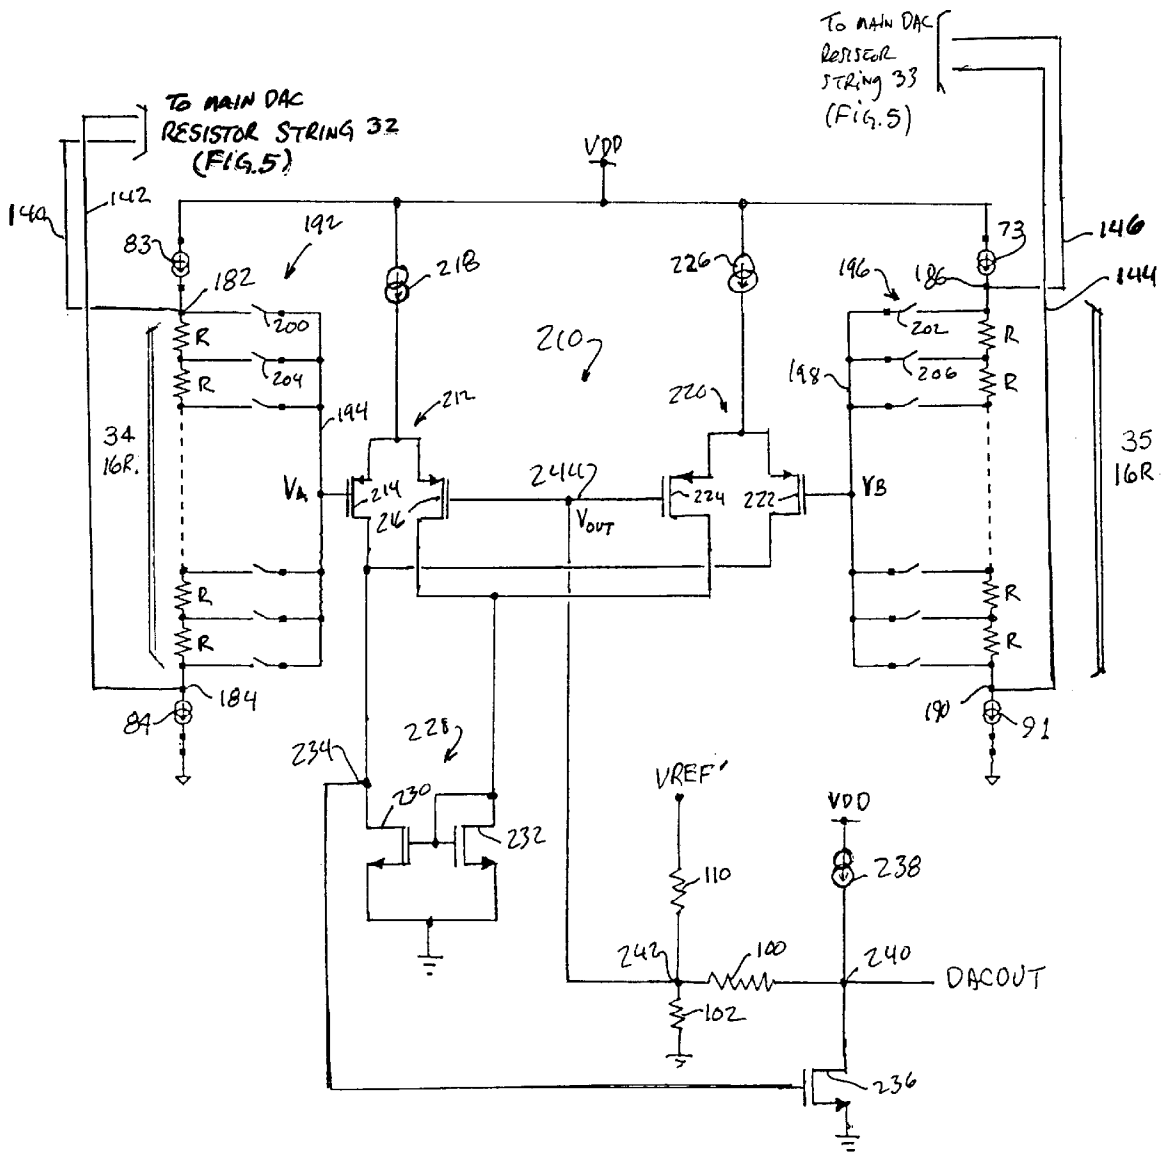 TO MAIN DAC
RESISTOR
STRING 33
(FIG.5)
TO MAIN DAC
RESISTOR STRING 32
(FIG.5)
VDD
140
142
146
144
83
192
182
218
226
73
186
196
R
200
204
R
210
202
206
R
R
198
212
220
194
34
16R.
35
16R
VA
214
216
244
VOUT
224
222
VB
R
R
R
R
184
84
190
91
234
228
230
232
VREF'
VDD
110
238
242
100
240
DACOUT
102
236